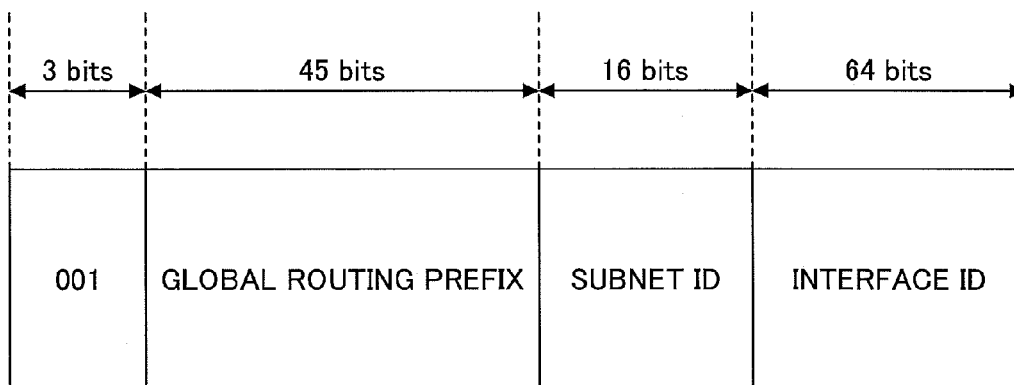 3 bits 45 bits 16 bits 64 bits
001 GLOBAL ROUTING PREFIX SUBNET ID INTERFACE ID